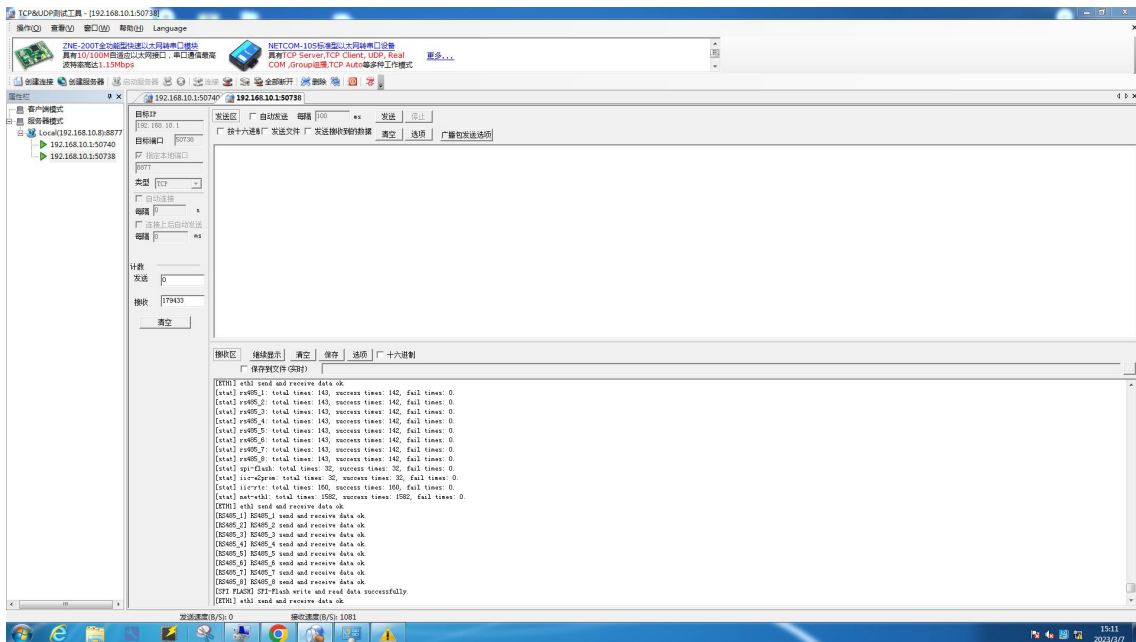 TCP&UDP测试工具 - [192.168.10.1:50738]
操作(O) 查看(V) 窗口(W) 帮助(H) Language
ZNE-200T全功能型快速以太网转串口模块
具有10/100M自适应以太网接口，串口通信最高
波特率高达1.15Mbps
NETCOM-10S标准型以太网转串口设备
具有TCP Server,TCP Client, UDP, Real
COM ,Group组播,TCP Auto等多种工作模式
更多...
创建连接 创建服务器 启动服务器 连接 全部断开 删除
属性栏
192.168.10.1:50740 192.168.10.1:50738
客户端模式
服务器模式
Local(192.168.10.8):8877
192.168.10.1:50740
192.168.10.1:50738
目标IP
192.168.10.1
目标端口 50738
指定本地端口
8877
类型 TCP
自动连接
每隔 0 s
连接上后自动发送
每隔 0 ms
计数
发送 0
接收 179433
清空
发送区 自动发送 每隔 100 ms 发送 停止
按十六进制 发送文件 发送接收到的数据 清空 选项 广播包发送选项
接收区 继续显示 清空 保存 选项 十六进制
保存到文件(实时)
[ETH1] eth1 send and receive data ok.
[stat] rs485_1: total times: 143, success times: 142, fail times: 0.
[stat] rs485_2: total times: 143, success times: 142, fail times: 0.
[stat] rs485_3: total times: 143, success times: 142, fail times: 0.
[stat] rs485_4: total times: 143, success times: 142, fail times: 0.
[stat] rs485_5: total times: 143, success times: 142, fail times: 0.
[stat] rs485_6: total times: 143, success times: 142, fail times: 0.
[stat] rs485_7: total times: 143, success times: 142, fail times: 0.
[stat] rs485_8: total times: 143, success times: 142, fail times: 0.
[stat] spi-flash: total times: 32, success times: 32, fail times: 0.
[stat] iic-e2prom: total times: 32, success times: 32, fail times: 0.
[stat] iic-rtc: total times: 160, success times: 160, fail times: 0.
[stat] net-eth1: total times: 1582, success times: 1582, fail times: 0.
[ETH1] eth1 send and receive data ok.
[RS485_1] RS485_1 send and receive data ok.
[RS485_2] RS485_2 send and receive data ok.
[RS485_3] RS485_3 send and receive data ok.
[RS485_4] RS485_4 send and receive data ok.
[RS485_5] RS485_5 send and receive data ok.
[RS485_6] RS485_6 send and receive data ok.
[RS485_7] RS485_7 send and receive data ok.
[RS485_8] RS485_8 send and receive data ok.
[SPI FLASH] SPI-Flash write and read data successfully.
[ETH1] eth1 send and receive data ok.
发送速度(B/S): 0 接收速度(B/S): 1081
15:11
2023/3/7